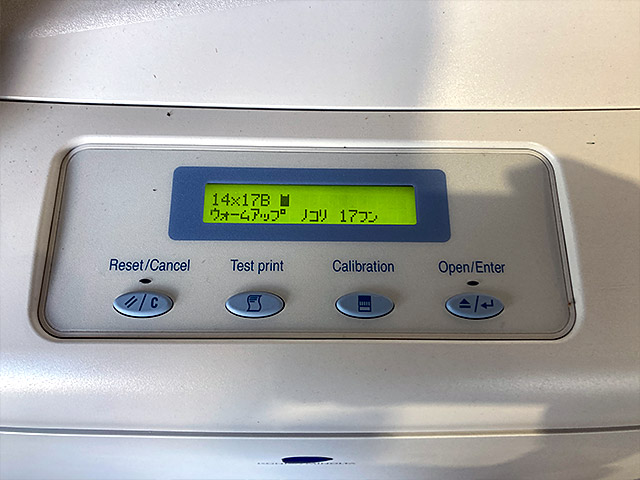 14×17B
ウォームアップ ノコリ 17フン
Reset/Cancel
Test print
Calibration
Open/Enter
//C